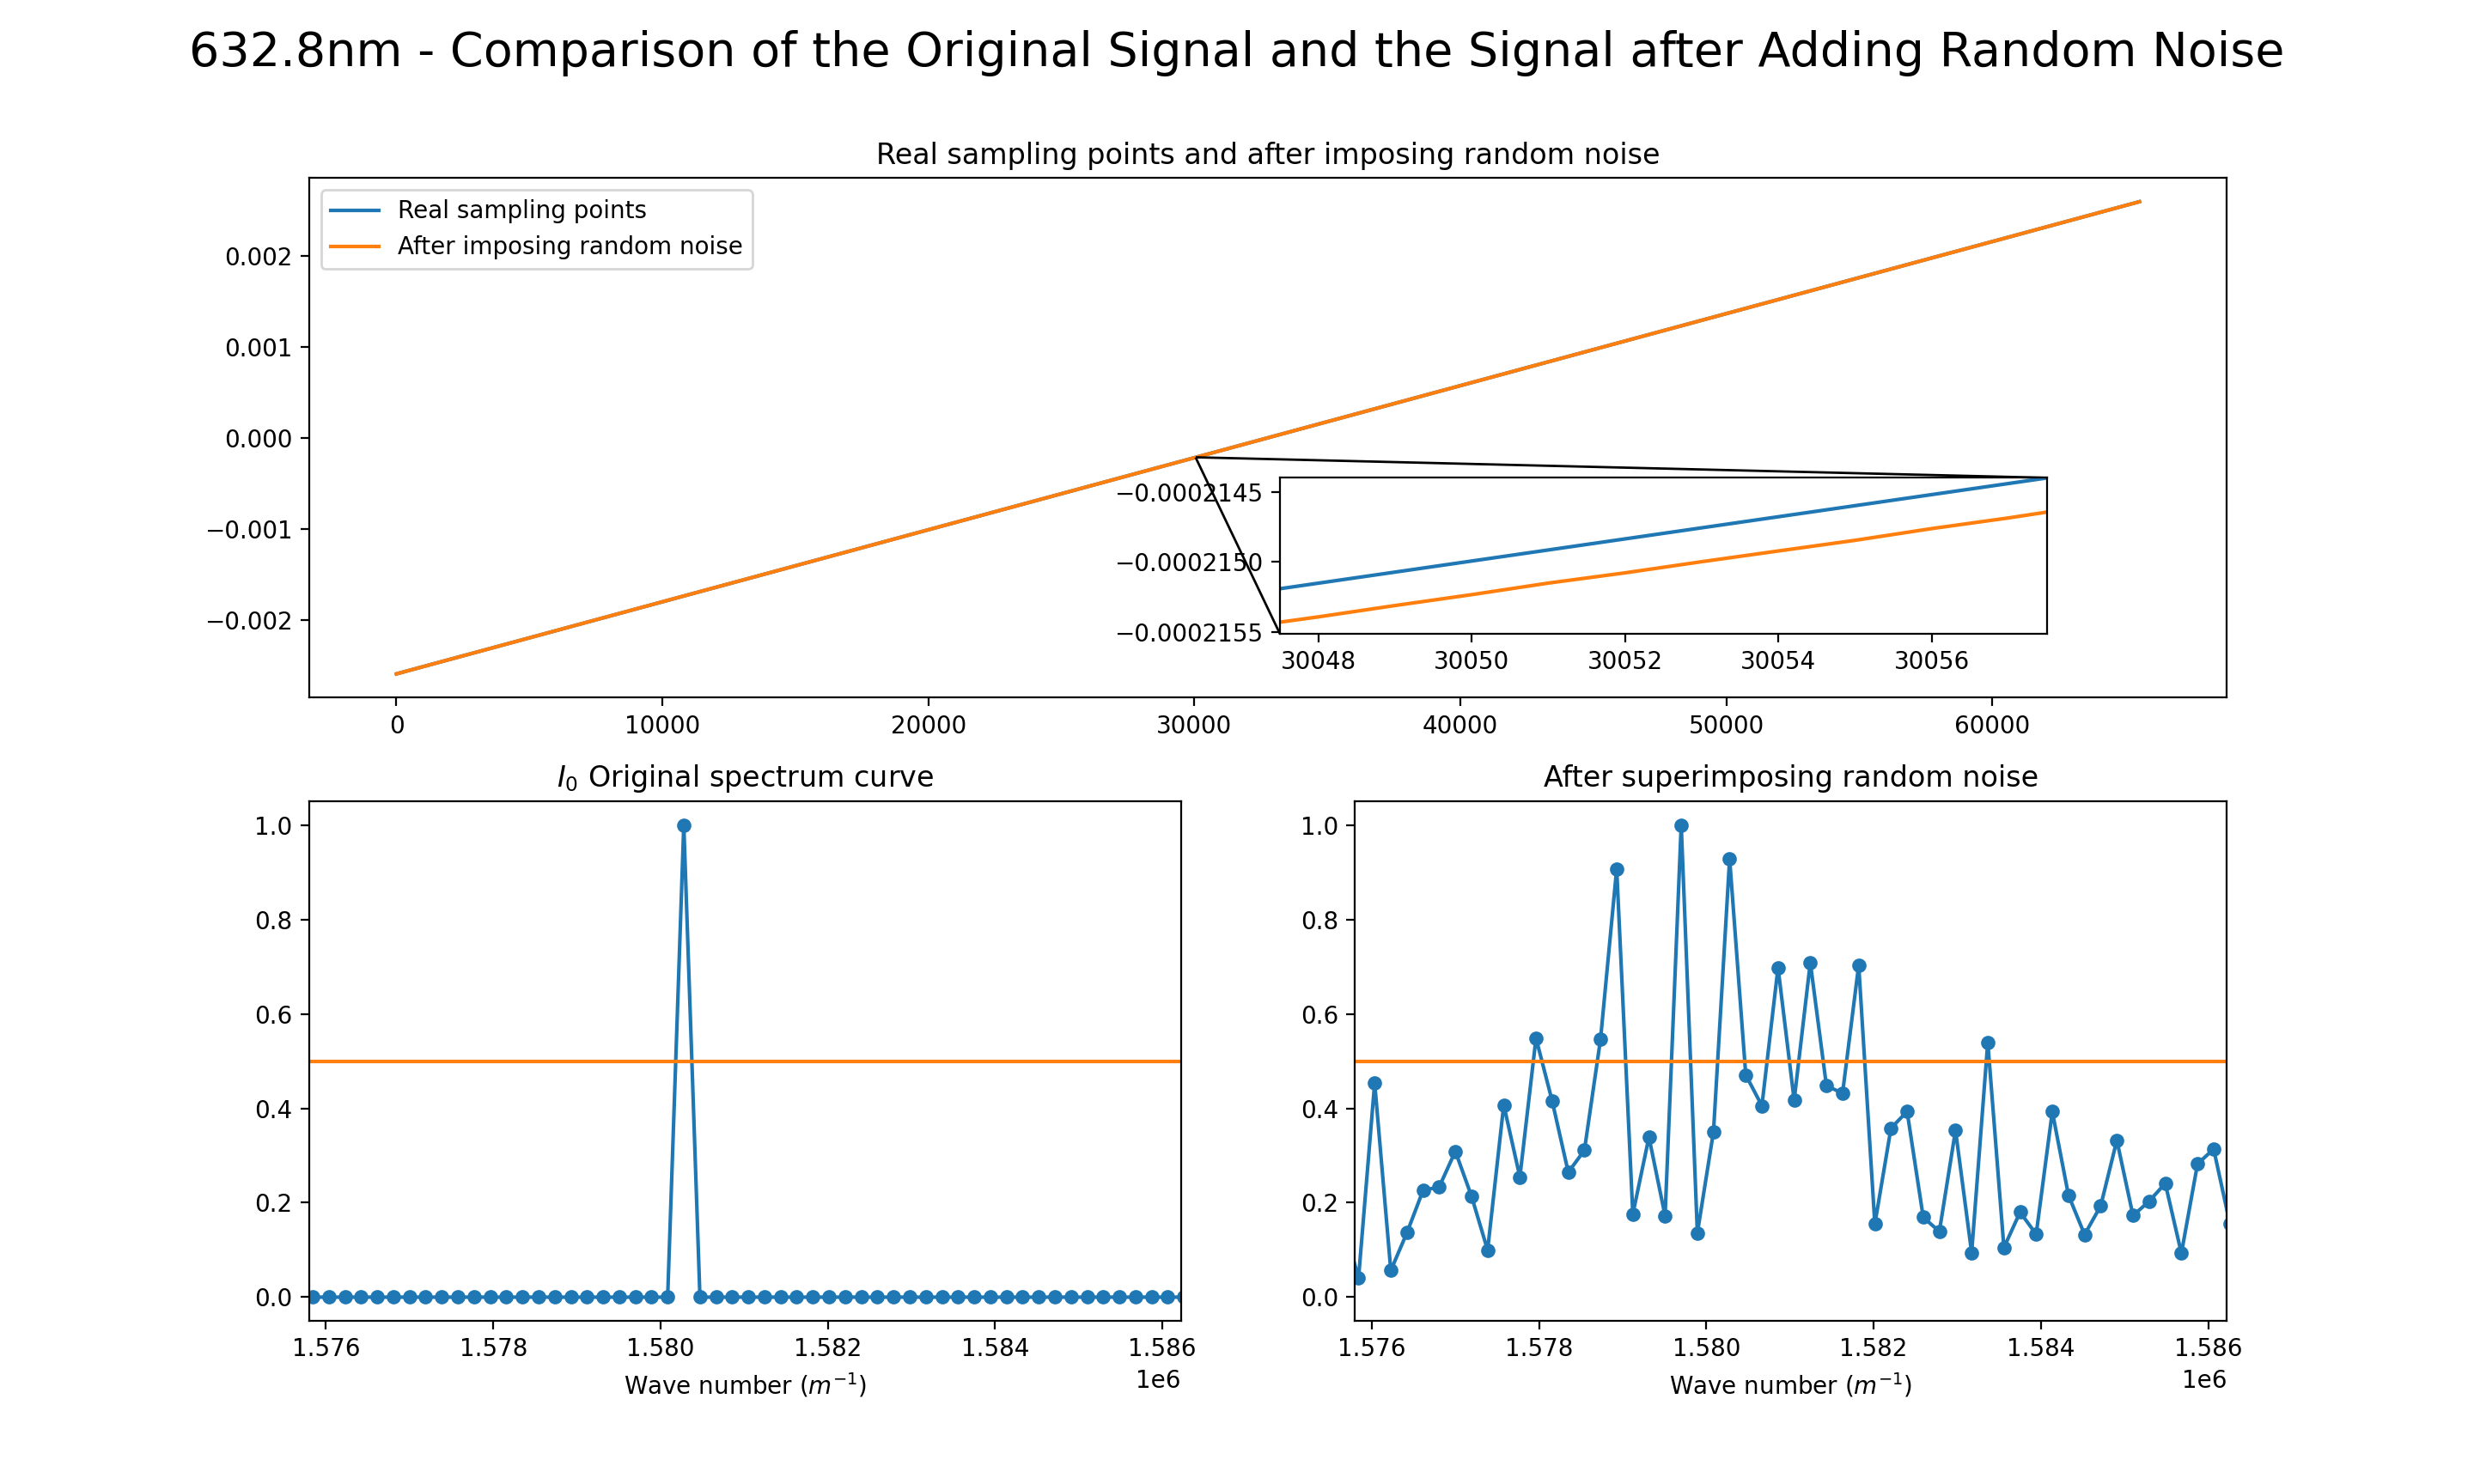 632.8nm - Comparison of the Original Signal and the Signal after Adding Random Noise
Real sampling points and after imposing random noise
Real sampling points
After imposing random noise
0.002
0.001
0.000
−0.001
−0.002
−0.0002145
−0.0002150
−0.0002155
30048 30050 30052 30054 30056
0 10000 20000 30000 40000 50000 60000
I₀ Original spectrum curve
1.0
0.8
0.6
0.4
0.2
0.0
1.576 1.578 1.580 1.582 1.584 1.586
1e6
Wave number (m⁻¹)
After superimposing random noise
1.0
0.8
0.6
0.4
0.2
0.0
1.576 1.578 1.580 1.582 1.584 1.586
1e6
Wave number (m⁻¹)